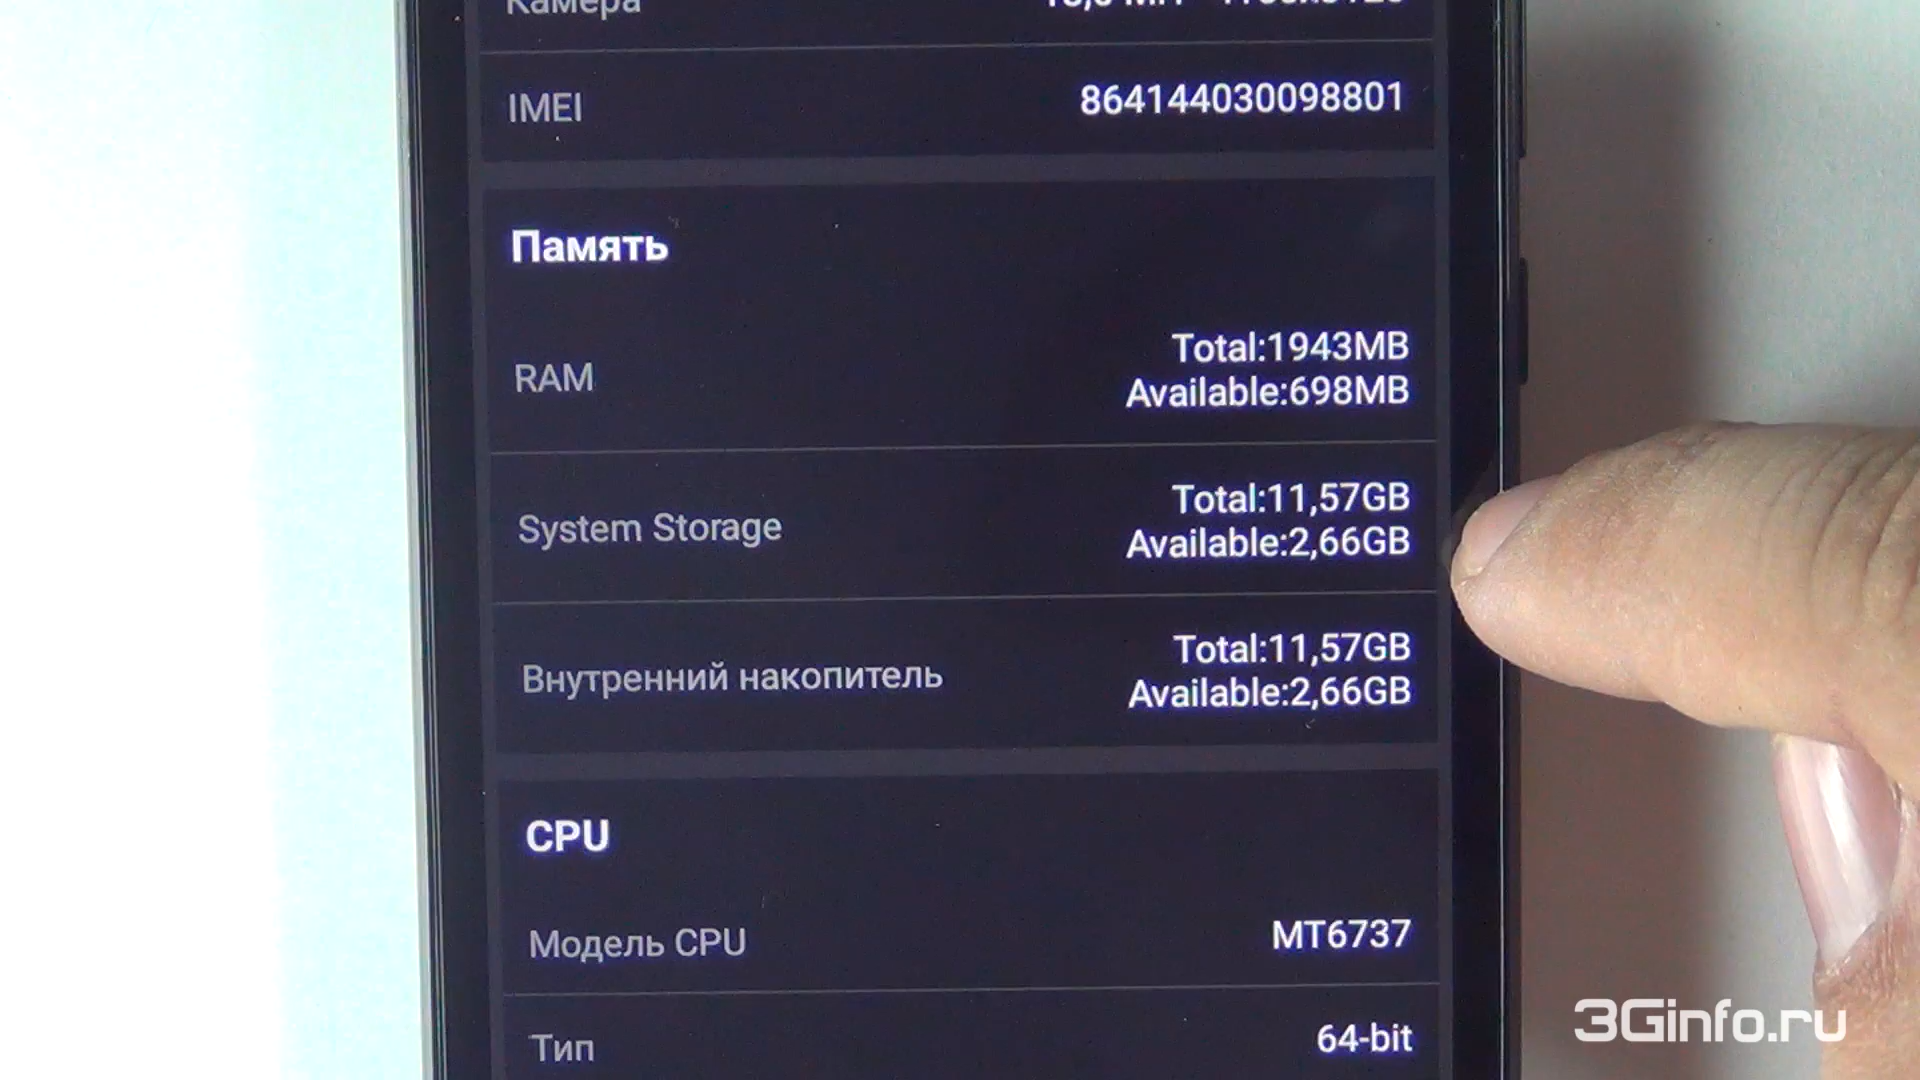 Камера
IMEI 864144030098801
Память
RAM Total:1943MB
Available:698MB
System Storage Total:11,57GB
Available:2,66GB
Внутренний накопитель Total:11,57GB
Available:2,66GB
CPU
Модель CPU MT6737
Тип 64-bit
3Ginfo.ru